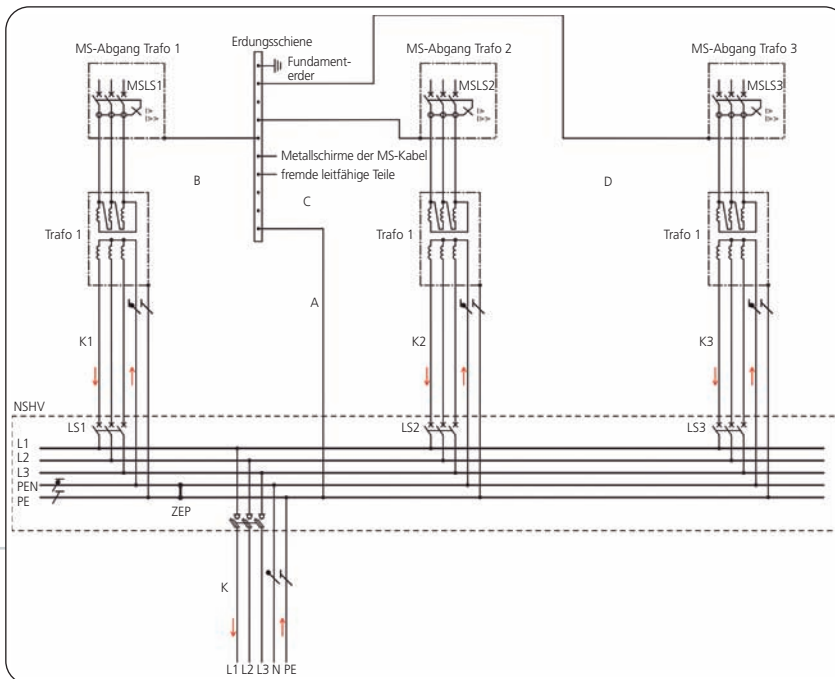 MS-Abgang Trafo 1
Erdungsschiene
MS-Abgang Trafo 2
MS-Abgang Trafo 3
Fundament-
erder
MSLS1
I>
I>>
MSLS2
I>
I>>
MSLS3
I>
I>>
Metallschirme der MS-Kabel
fremde leitfähige Teile
B
C
D
Trafo 1
Trafo 1
Trafo 1
A
K1
K2
K3
NSHV
LS1
LS2
LS3
L1
L2
L3
PEN
PE
ZEP
K
L1 L2 L3 N PE